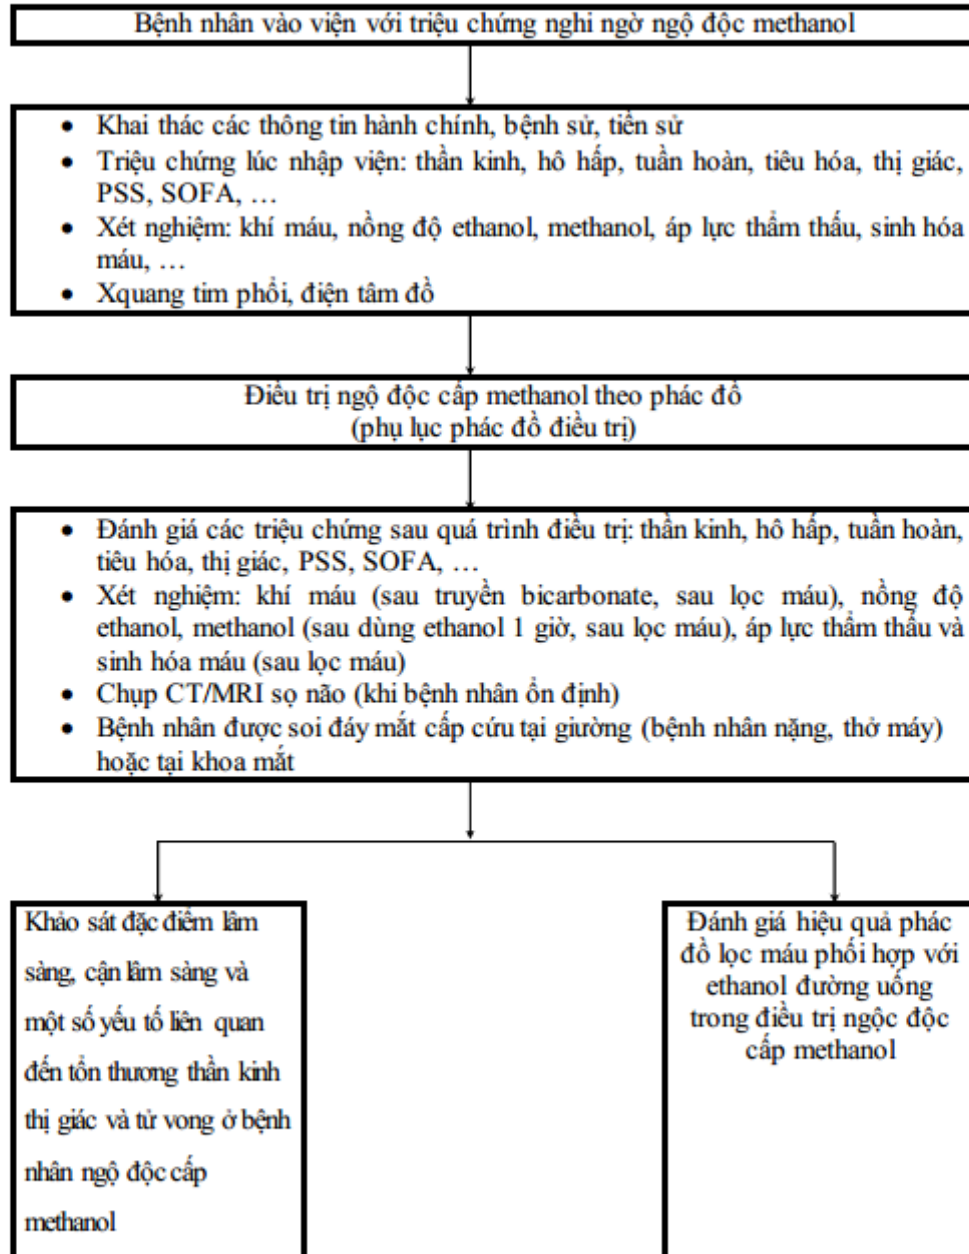 Bệnh nhân vào viện với triệu chứng nghi ngờ ngộ độc methanol
• Khai thác các thông tin hành chính, bệnh sử, tiền sử
• Triệu chứng lúc nhập viện: thần kinh, hô hấp, tuần hoàn, tiêu hóa, thị giác,
PSS, SOFA, …
• Xét nghiệm: khí máu, nồng độ ethanol, methanol, áp lực thẩm thấu, sinh hóa
máu, …
• Xquang tim phổi, điện tâm đồ
Điều trị ngộ độc cấp methanol theo phác đồ
(phụ lục phác đồ điều trị)
• Đánh giá các triệu chứng sau quá trình điều trị: thần kinh, hô hấp, tuần hoàn,
tiêu hóa, thị giác, PSS, SOFA, …
• Xét nghiệm: khí máu (sau truyền bicarbonate, sau lọc máu), nồng độ
ethanol, methanol (sau dùng ethanol 1 giờ, sau lọc máu), áp lực thẩm thấu và
sinh hóa máu (sau lọc máu)
• Chụp CT/MRI sọ não (khi bệnh nhân ổn định)
• Bệnh nhân được soi đáy mắt cấp cứu tại giường (bệnh nhân nặng, thở máy)
hoặc tại khoa mắt
Khảo sát đặc điểm lâm
sàng, cận lâm sàng và
một số yếu tố liên quan
đến tổn thương thần kinh
thị giác và tử vong ở bệnh
nhân ngộ độc cấp
methanol
Đánh giá hiệu quả phác
đồ lọc máu phối hợp với
ethanol đường uống
trong điều trị ngộc độc
cấp methanol